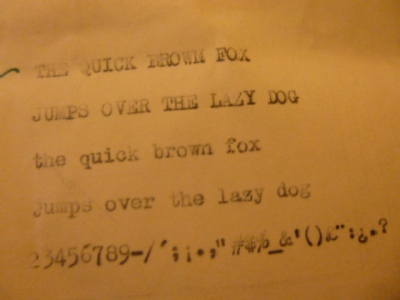 THE QUICK BROWN FOX
JUMPS OVER THE LAZY DOG
the quick brown fox
jumps over the lazy dog
23456789-/´;¡•,"#$%_&'()£¨:¿.?